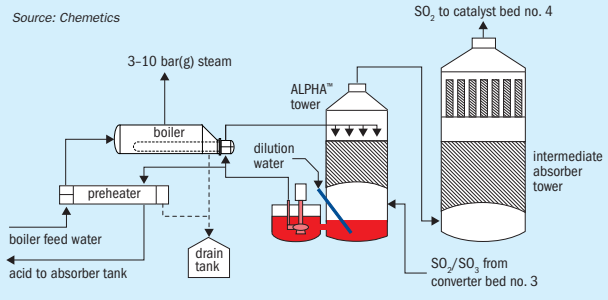 Source: Chemetics
SO₂ to catalyst bed no. 4
3–10 bar(g) steam
ALPHA™
tower
boiler
dilution
water
intermediate
absorber
tower
preheater
boiler feed water
drain
tank
acid to absorber tank
SO₂/SO₃ from
converter bed no. 3